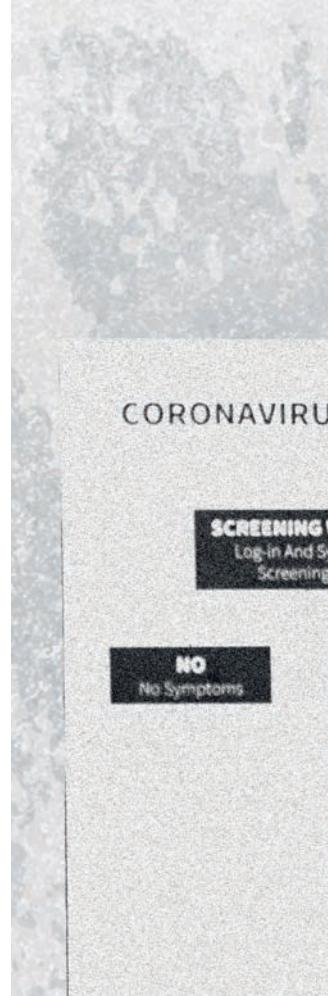 CORONAVIRU
SCREENING
Log-in And S
Screening
NO
No Symptoms